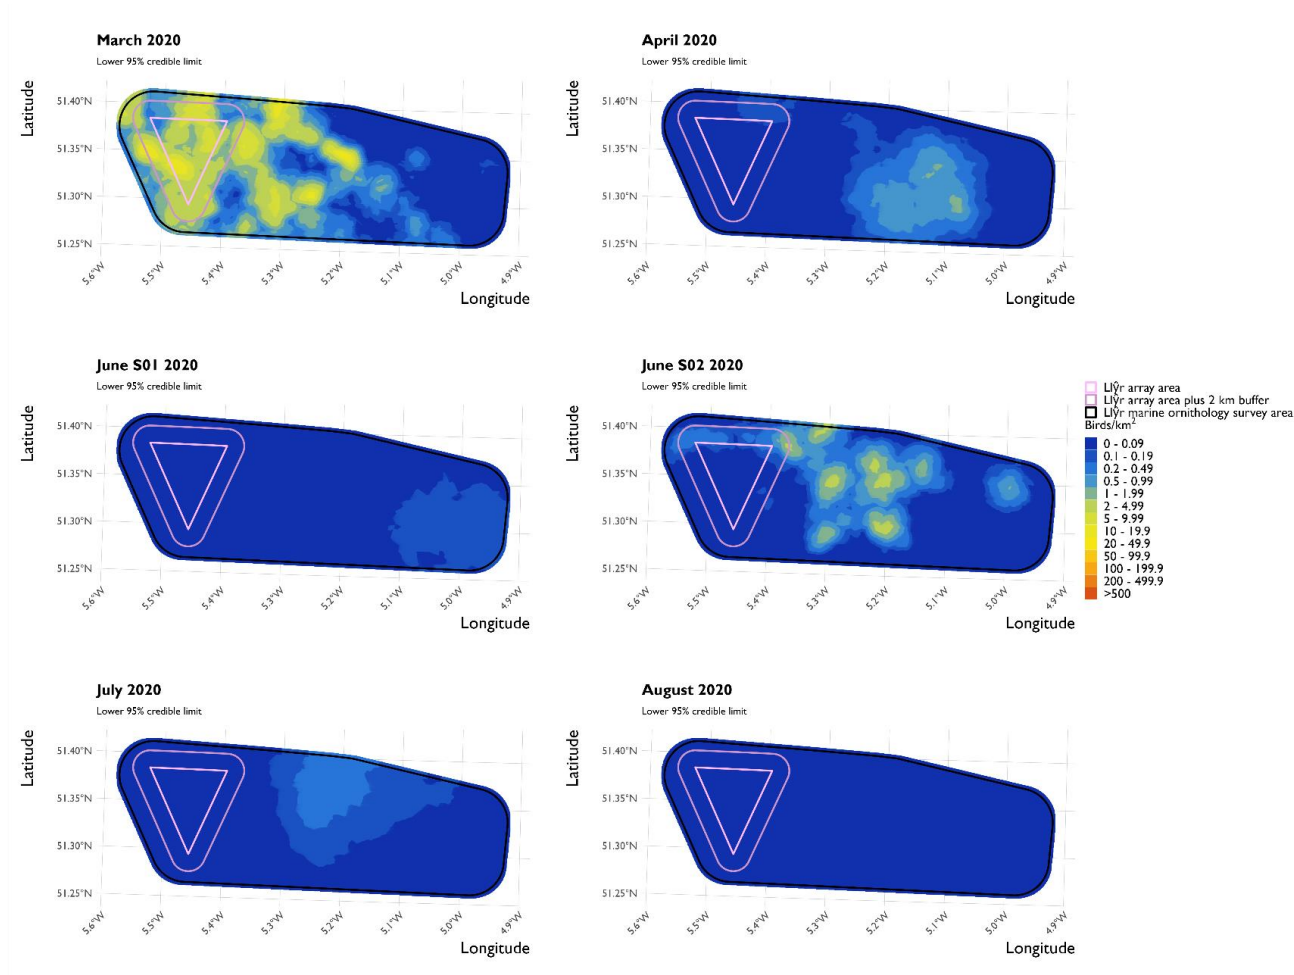 March 2020
Lower 95% credible limit
Latitude
51.40°N
51.35°N
51.30°N
51.25°N
5.6°W
5.5°W
5.4°W
5.3°W
5.2°W
5.1°W
5.0°W
4.9°W
Longitude
April 2020
Lower 95% credible limit
Latitude
51.40°N
51.35°N
51.30°N
51.25°N
5.6°W
5.5°W
5.4°W
5.3°W
5.2°W
5.1°W
5.0°W
4.9°W
Longitude
June S01 2020
Lower 95% credible limit
Latitude
51.40°N
51.35°N
51.30°N
51.25°N
5.6°W
5.5°W
5.4°W
5.3°W
5.2°W
5.1°W
5.0°W
4.9°W
Longitude
June S02 2020
Lower 95% credible limit
Latitude
51.40°N
51.35°N
51.30°N
51.25°N
5.6°W
5.5°W
5.4°W
5.3°W
5.2°W
5.1°W
5.0°W
4.9°W
Longitude
Llŷr array area
Llŷr array area plus 2 km buffer
Llŷr marine ornithology survey area
Birds/km²
0 - 0.09
0.1 - 0.19
0.2 - 0.49
0.5 - 0.99
1 - 1.99
2 - 4.99
5 - 9.99
10 - 19.9
20 - 49.9
50 - 99.9
100 - 199.9
200 - 499.9
>500
July 2020
Lower 95% credible limit
Latitude
51.40°N
51.35°N
51.30°N
51.25°N
5.6°W
5.5°W
5.4°W
5.3°W
5.2°W
5.1°W
5.0°W
4.9°W
Longitude
August 2020
Lower 95% credible limit
Latitude
51.40°N
51.35°N
51.30°N
51.25°N
5.6°W
5.5°W
5.4°W
5.3°W
5.2°W
5.1°W
5.0°W
4.9°W
Longitude